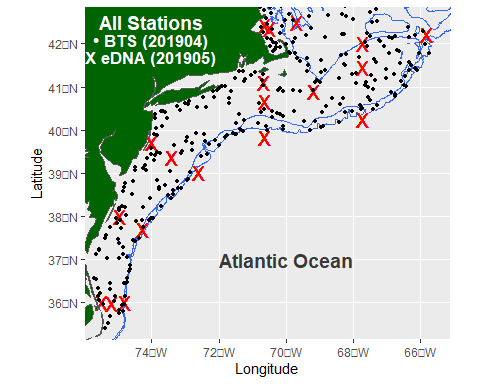 All Stations
• BTS (201904)
X eDNA (201905)
42□N
41□N
40□N
39□N
38□N
37□N
36□N
Latitude
Atlantic Ocean
74□W 72□W 70□W 68□W 66□W
Longitude